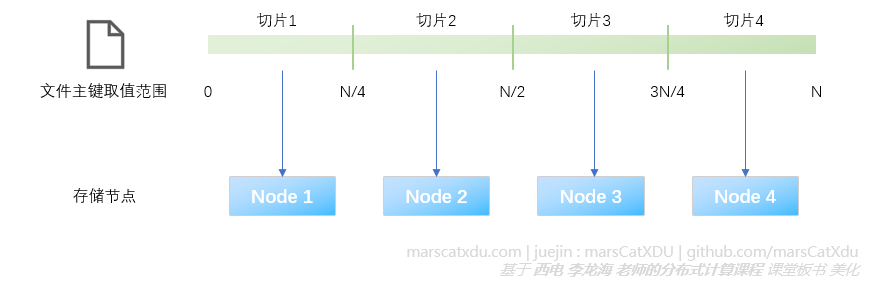 切片1 切片2 切片3 切片4
文件主键取值范围 0 N/4 N/2 3N/4 N
存储节点 Node 1 Node 2 Node 3 Node 4
marscatxdu.com | juejin : marsCatXDU | github.com/marsCatXdu
基于 西电 李龙海 老师的分布式计算课程 课堂板书 美化